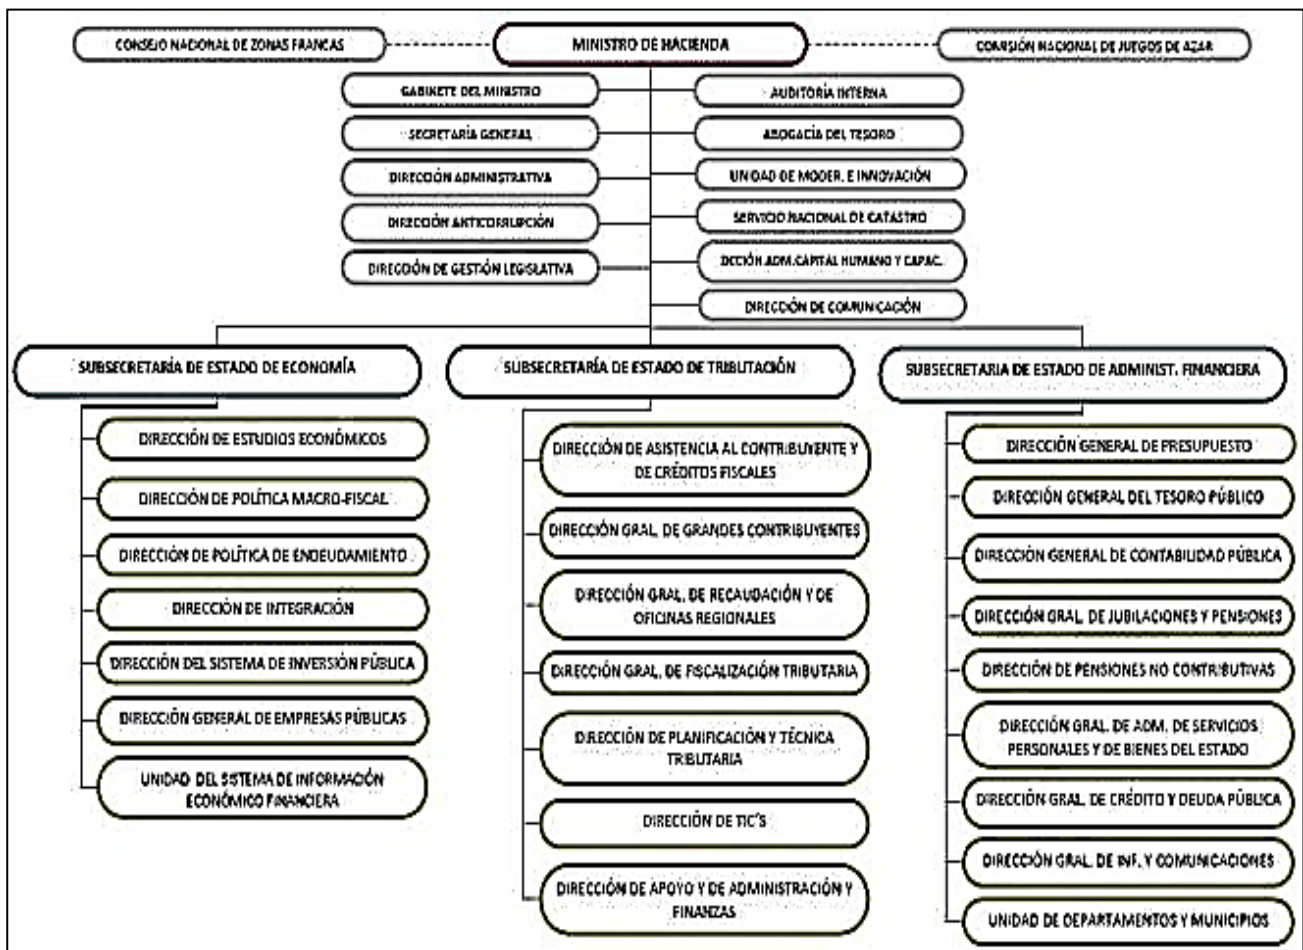 CONSEJO NACIONAL DE ZONAS FRANCAS
MINISTRO DE HACIENDA
COMISIÓN NACIONAL DE JUEGOS DE AZAR
GABINETE DEL MINISTRO
AUDITORÍA INTERNA
SECRETARÍA GENERAL
ABOGACÍA DEL TESORO
DIRECCIÓN ADMINISTRATIVA
UNIDAD DE MODER. E INNOVACIÓN
DIRECCIÓN ANTICORRUPCIÓN
SERVICIO NACIONAL DE CATASTRO
DIRECCIÓN DE GESTIÓN LEGISLATIVA
DCCIÓN ADM.CAPITAL HUMANO Y CAPAC.
DIRECCIÓN DE COMUNICACIÓN
SUBSECRETARÍA DE ESTADO DE ECONOMÍA
DIRECCIÓN DE ESTUDIOS ECONÓMICOS
DIRECCIÓN DE POLÍTICA MACRO-FISCAL
DIRECCIÓN DE POLÍTICA DE ENDEUDAMIENTO
DIRECCIÓN DE INTEGRACIÓN
DIRECCIÓN DEL SISTEMA DE INVERSIÓN PÚBLICA
DIRECCIÓN GENERAL DE EMPRESAS PÚBLICAS
UNIDAD DEL SISTEMA DE INFORMACIÓN
ECONÓMICO FINANCIERA
SUBSECRETARÍA DE ESTADO DE TRIBUTACIÓN
DIRECCIÓN DE ASISTENCIA AL CONTRIBUYENTE Y
DE CRÉDITOS FISCALES
DIRECCIÓN GRAL. DE GRANDES CONTRIBUYENTES
DIRECCIÓN GRAL. DE RECAUDACIÓN Y DE
OFICINAS REGIONALES
DIRECCIÓN GRAL. DE FISCALIZACIÓN TRIBUTARIA
DIRECCIÓN DE PLANIFICACIÓN Y TÉCNICA
TRIBUTARIA
DIRECCIÓN DE TIC´S
DIRECCIÓN DE APOYO Y DE ADMINISTRACIÓN Y
FINANZAS
SUBSECRETARIA DE ESTADO DE ADMINIST. FINANCIERA
DIRECCIÓN GENERAL DE PRESUPUESTO
DIRECCIÓN GENERAL DEL TESORO PÚBLICO
DIRECCIÓN GENERAL DE CONTABILIDAD PÚBLICA
DIRECCIÓN GRAL. DE JUBILACIONES Y PENSIONES
DIRECCIÓN DE PENSIONES NO CONTRIBUTIVAS
DIRECCIÓN GRAL. DE ADM. DE SERVICIOS
PERSONALES Y DE BIENES DEL ESTADO
DIRECCIÓN GRAL. DE CRÉDITO Y DEUDA PÚBLICA
DIRECCIÓN GRAL. DE INF. Y COMUNICACIONES
UNIDAD DE DEPARTAMENTOS Y MUNICIPIOS